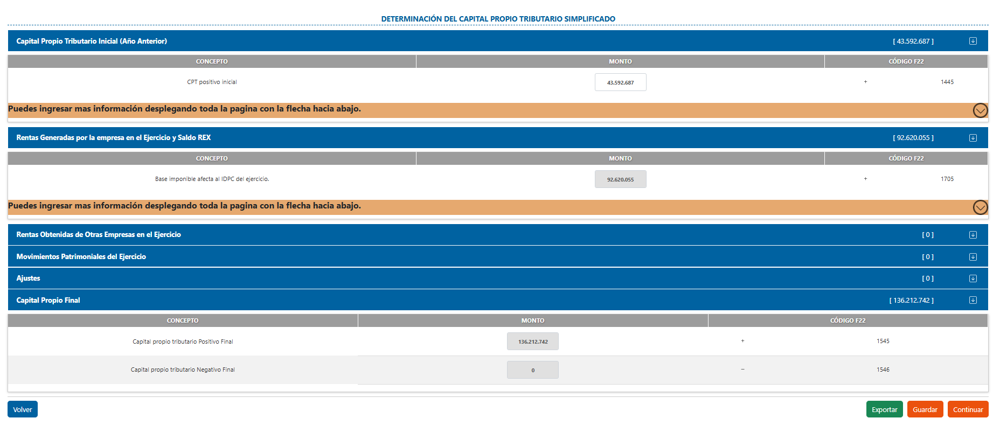 DETERMINACIÓN DEL CAPITAL PROPIO TRIBUTARIO SIMPLIFICADO
Capital Propio Tributario Inicial (Año Anterior) [ 43.592.687 ]
CONCEPTO MONTO CÓDIGO F22
CPT positivo inicial 43.592.687 + 1445
Puedes ingresar mas información desplegando toda la pagina con la flecha hacia abajo.
Rentas Generadas por la empresa en el Ejercicio y Saldo REX [ 92.620.055 ]
CONCEPTO MONTO CÓDIGO F22
Base imponible afecta al IDPC del ejercicio. 92.620.055 + 1705
Puedes ingresar mas información desplegando toda la pagina con la flecha hacia abajo.
Rentas Obtenidas de Otras Empresas en el Ejercicio [ 0 ]
Movimientos Patrimoniales del Ejercicio [ 0 ]
Ajustes [ 0 ]
Capital Propio Final [ 136.212.742 ]
CONCEPTO MONTO CÓDIGO F22
Capital propio tributario Positivo Final 136.212.742 + 1545
Capital propio tributario Negativo Final 0 − 1546
Volver Exportar Guardar Continuar